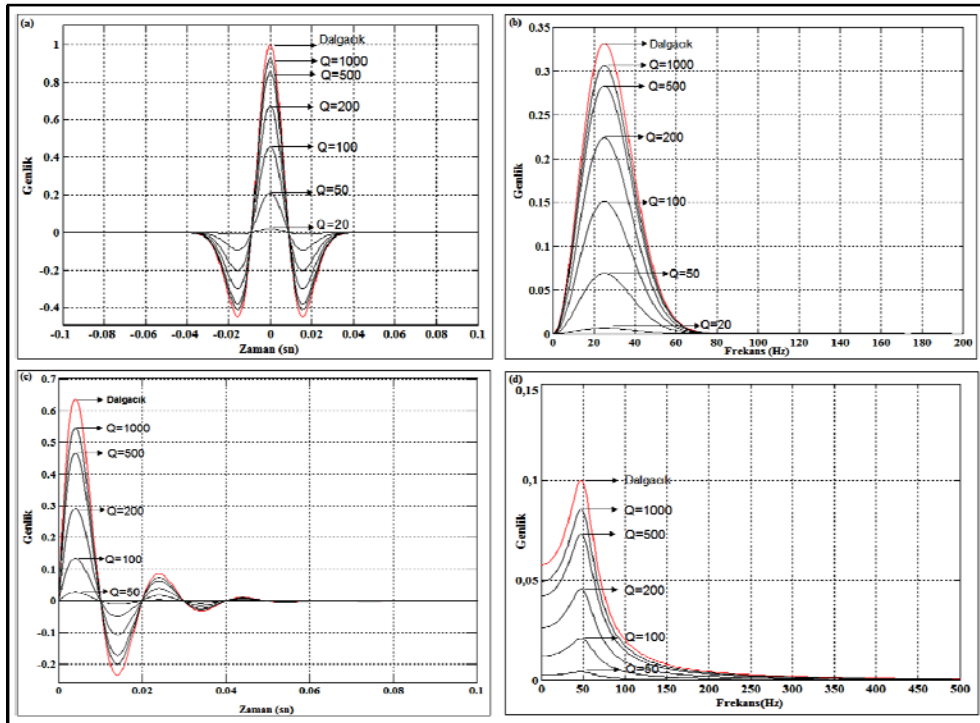 (a)
Genlik
1
0.8
0.6
0.4
0.2
0
-0.2
-0.4
Dalgacık
Q=1000
Q=500
Q=200
Q=100
Q=50
Q=20
-0.1
-0.08
-0.06
-0.04
-0.02
0
0.02
0.04
0.06
0.08
0.1
Zaman (sn)
(b)
Genlik
0.35
0.3
0.25
0.2
0.15
0.1
0.05
0
Dalgacık
Q=1000
Q=500
Q=200
Q=100
Q=50
Q=20
0
20
40
60
80
100
120
140
160
180
200
Frekans (Hz)
(c)
Genlik
0.7
0.6
0.5
0.4
0.3
0.2
0.1
0
-0.1
-0.2
Dalgacık
Q=1000
Q=500
Q=200
Q=100
Q=50
0
0.02
0.04
0.06
0.08
0.1
Zaman (sn)
(d)
Genlik
0,15
0,1
0,05
0
Dalgacık
Q=1000
Q=500
Q=200
Q=100
Q=50
0
50
100
150
200
250
300
350
400
450
500
Frekans(Hz)